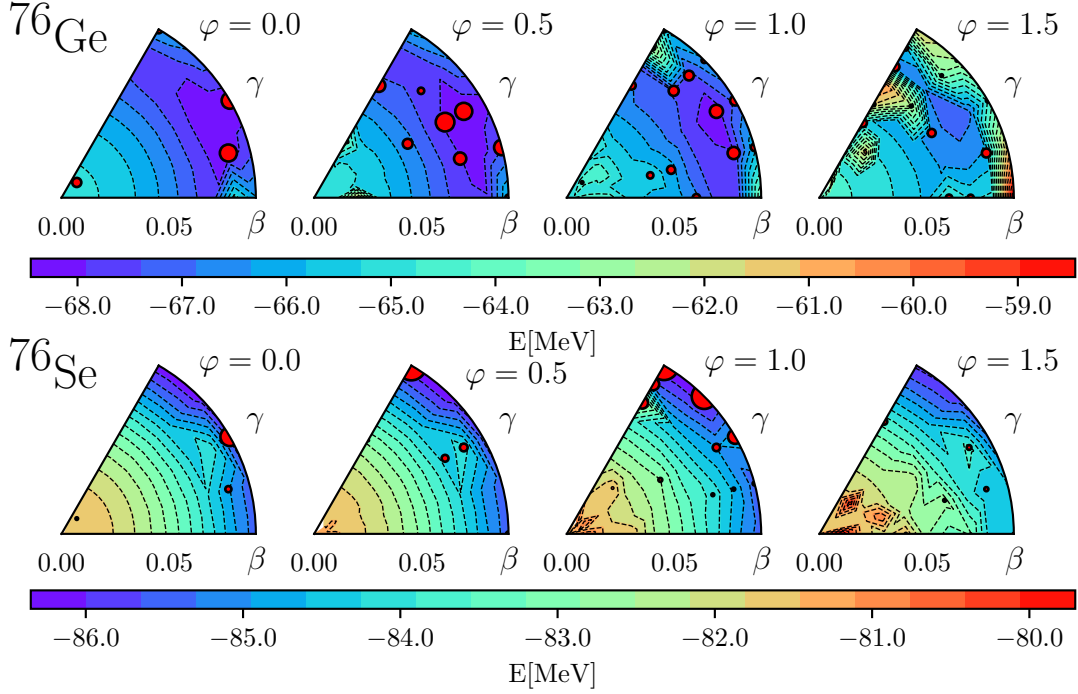 ⁷⁶Ge φ = 0.0 φ = 0.5 φ = 1.0 φ = 1.5
γ γ γ γ
0.00 0.05 β 0.00 0.05 β 0.00 0.05 β 0.00 0.05 β
−68.0 −67.0 −66.0 −65.0 −64.0 −63.0 −62.0 −61.0 −60.0 −59.0
E[MeV]
⁷⁶Se φ = 0.0 φ = 0.5 φ = 1.0 φ = 1.5
γ γ γ γ
0.00 0.05 β 0.00 0.05 β 0.00 0.05 β 0.00 0.05 β
−86.0 −85.0 −84.0 −83.0 −82.0 −81.0 −80.0
E[MeV]